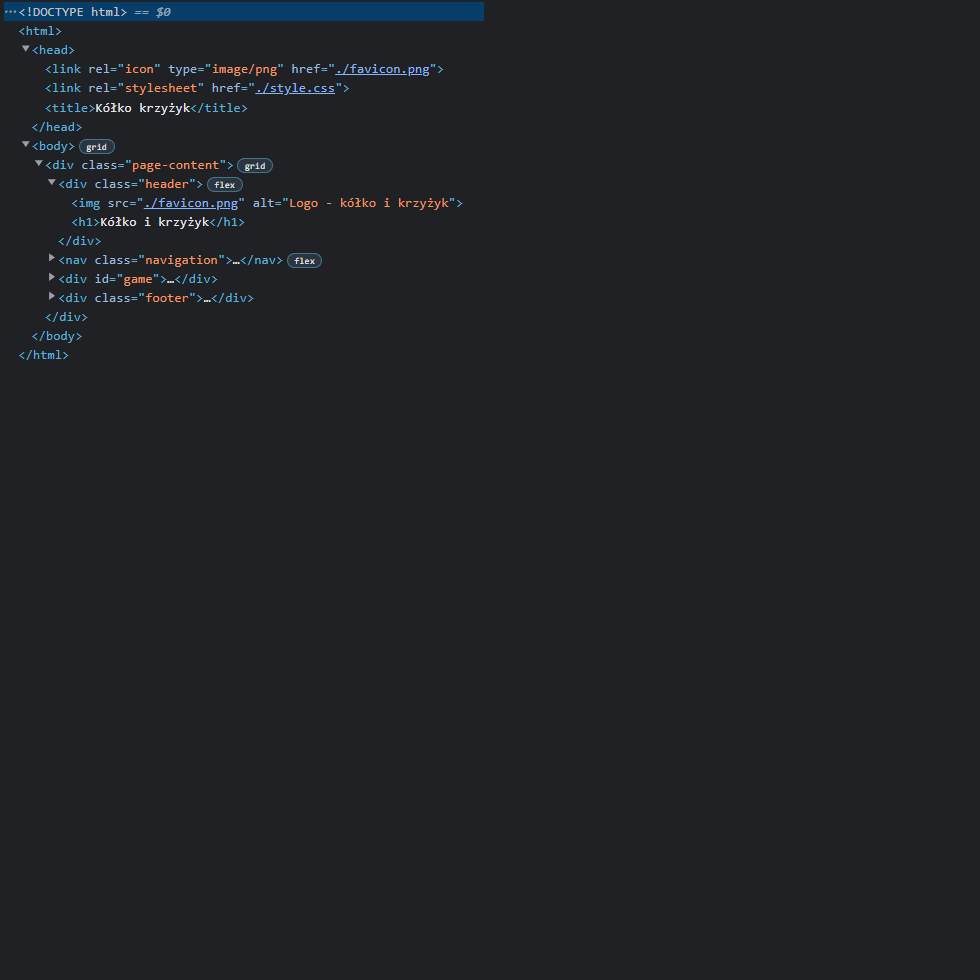 …<!DOCTYPE html> == $0
<html>
▼<head>
<link rel="icon" type="image/png" href="./favicon.png">
<link rel="stylesheet" href="./style.css">
<title>Kółko krzyżyk</title>
</head>
▼<body> grid
▼<div class="page-content"> grid
▼<div class="header"> flex
<img src="./favicon.png" alt="Logo - kółko i krzyżyk">
<h1>Kółko i krzyżyk</h1>
</div>
▶<nav class="navigation">…</nav> flex
▶<div id="game">…</div>
▶<div class="footer">…</div>
</div>
</body>
</html>